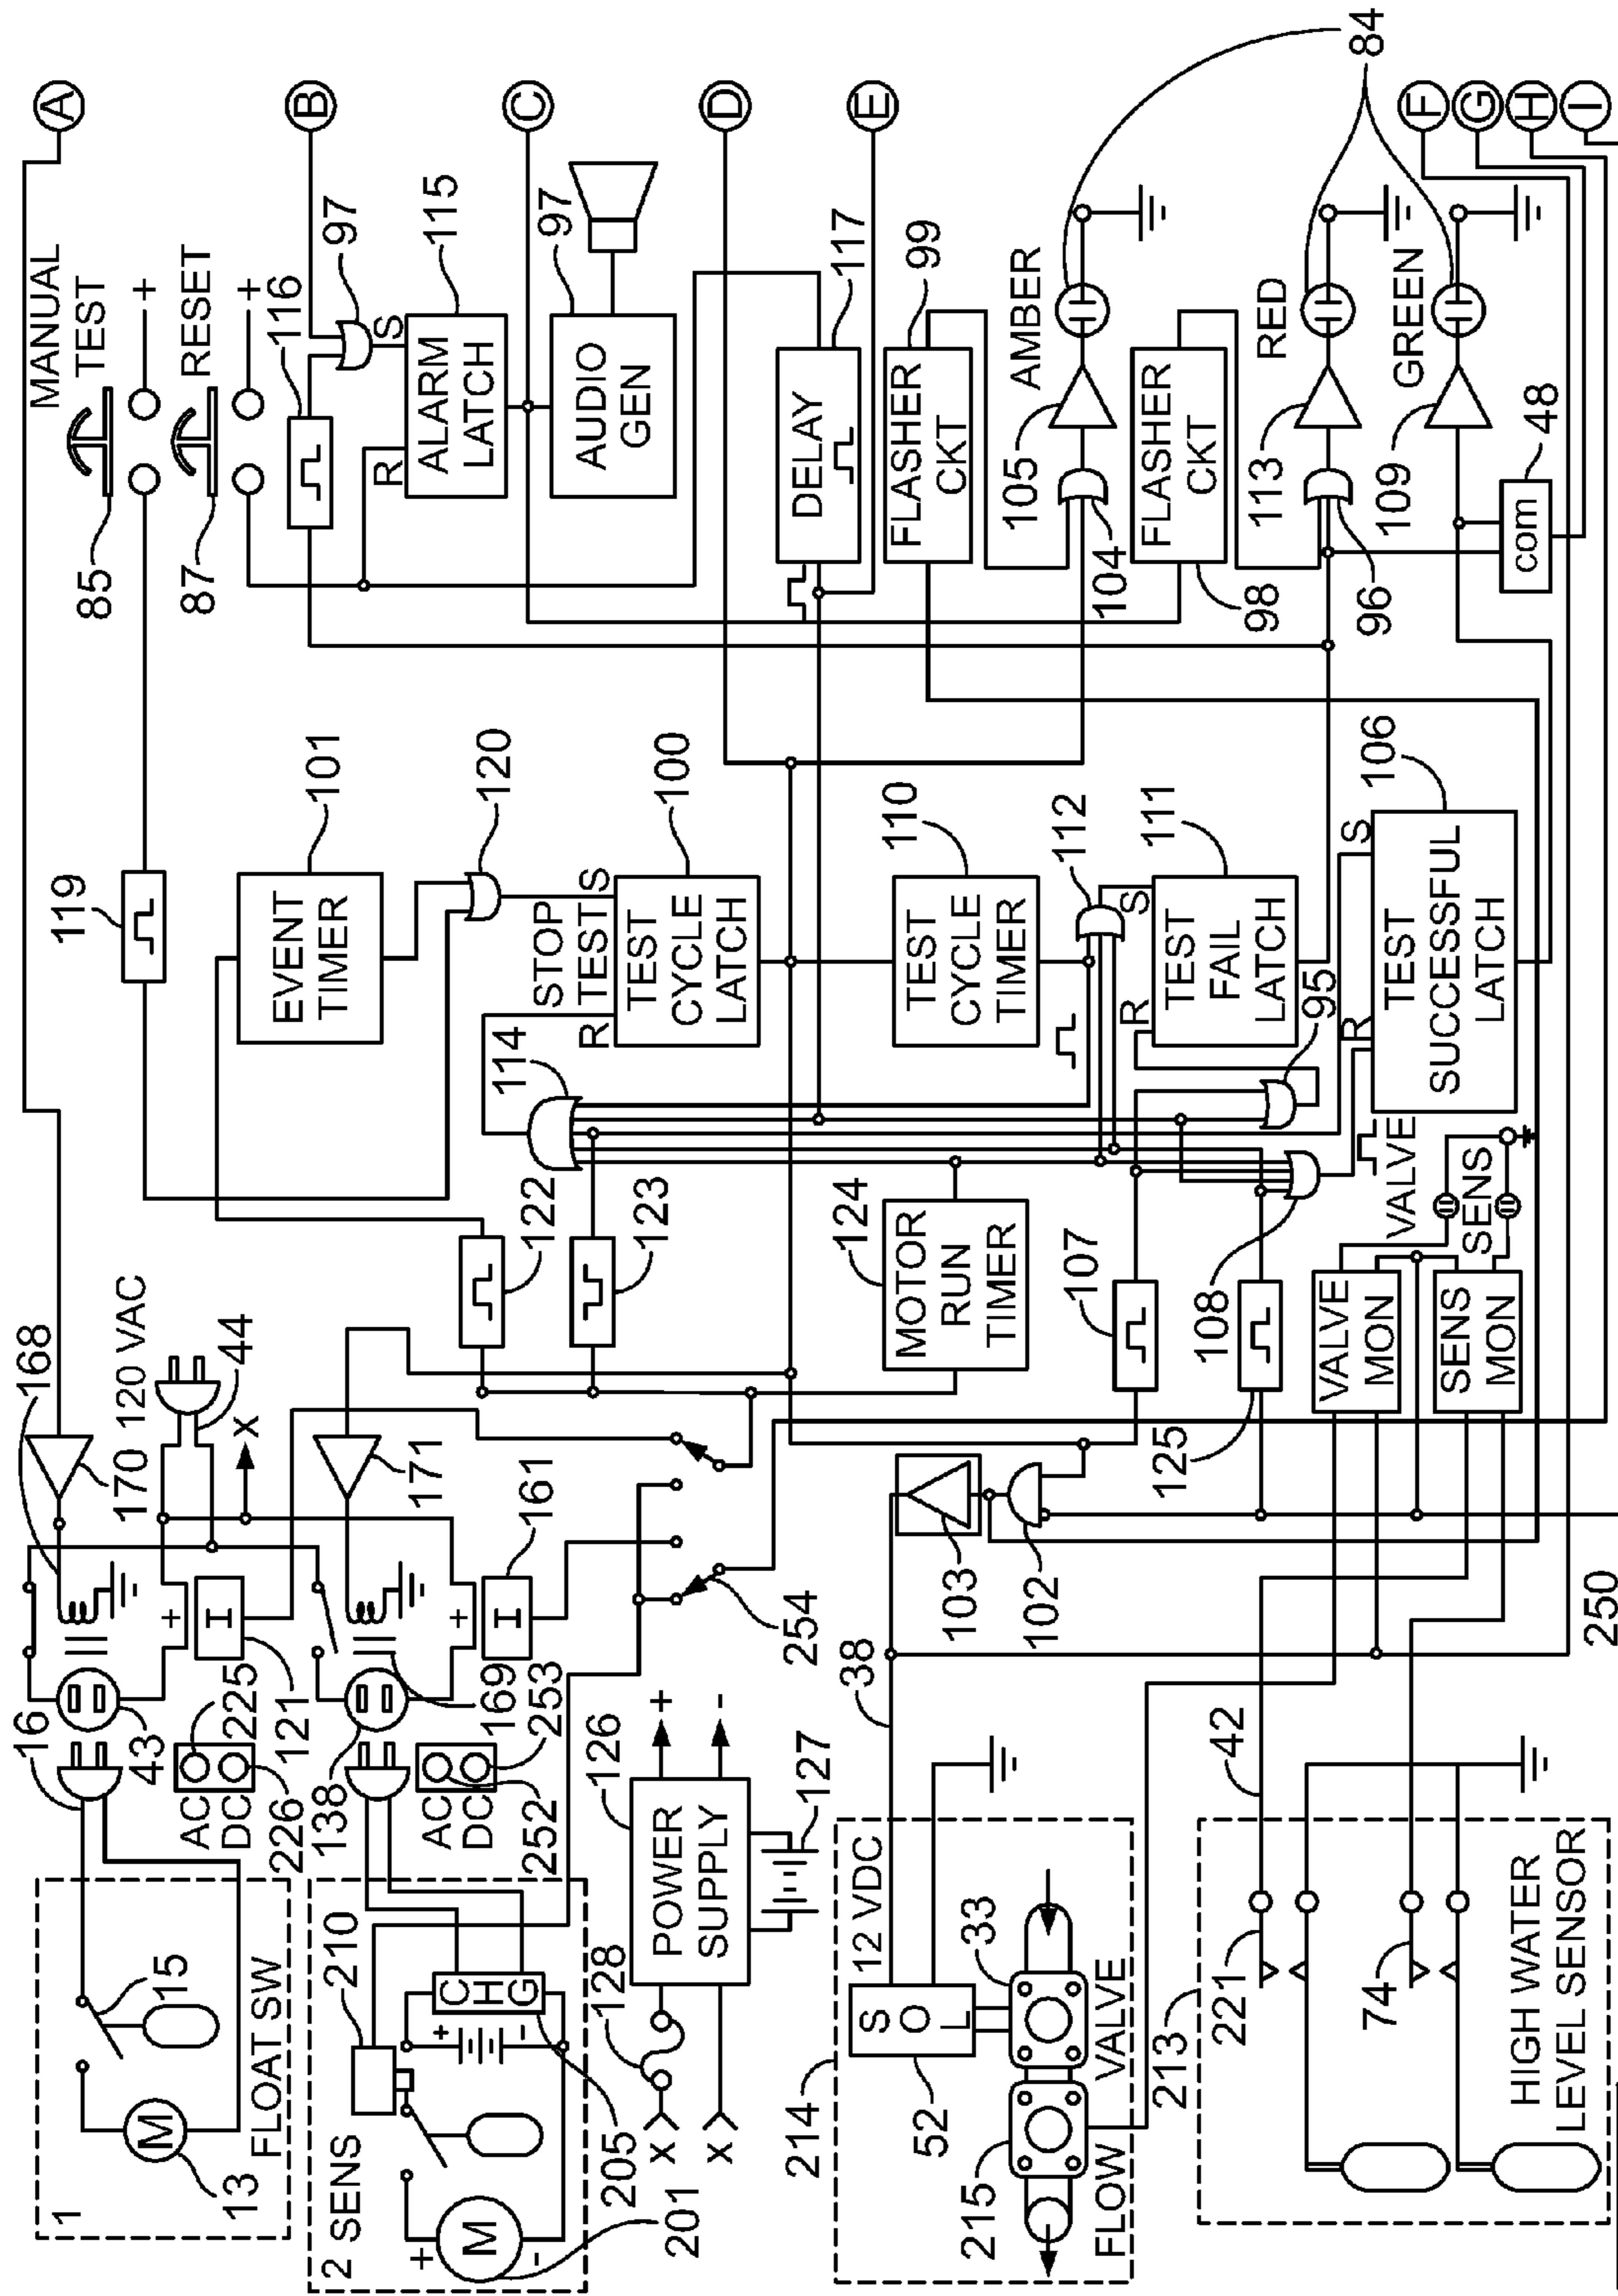 MANUAL
TEST
85
+
RESET
87
+
116
97
A
B
C
D
E
S
R
ALARM
LATCH
115
AUDIO
GEN
97
DELAY
117
FLASHER
CKT
99
AMBER
105
104
FLASHER
CKT
98
RED
113
96
GREEN
109
84
com
48
F
G
H
I
119
EVENT
TIMER
101
120
STOP
TEST
S
R
TEST
CYCLE
LATCH
100
114
TEST
CYCLE
TIMER
110
112
S
R
TEST
FAIL
LATCH
111
95
S
R
R
TEST
SUCCESSFUL
LATCH
106
122
123
MOTOR
RUN
TIMER
124
107
108
125
VALVE
SENS
VALVE
MON
SENS
MON
168
170
120 VAC
44
X
171
161
+
I
121
+
I
169
254
38
103
102
250
16
43
AC
DC
225
226
138
AC
DC
252
253
1
FLOAT SW
15
M
13
2 SENS
210
CHG
+
-
+
M
-
205
201
128
X
X
POWER
SUPPLY
126
+
-
127
214
12 VDC
SOL
52
33
215
FLOW VALVE
42
213
221
74
HIGH WATER
LEVEL SENSOR